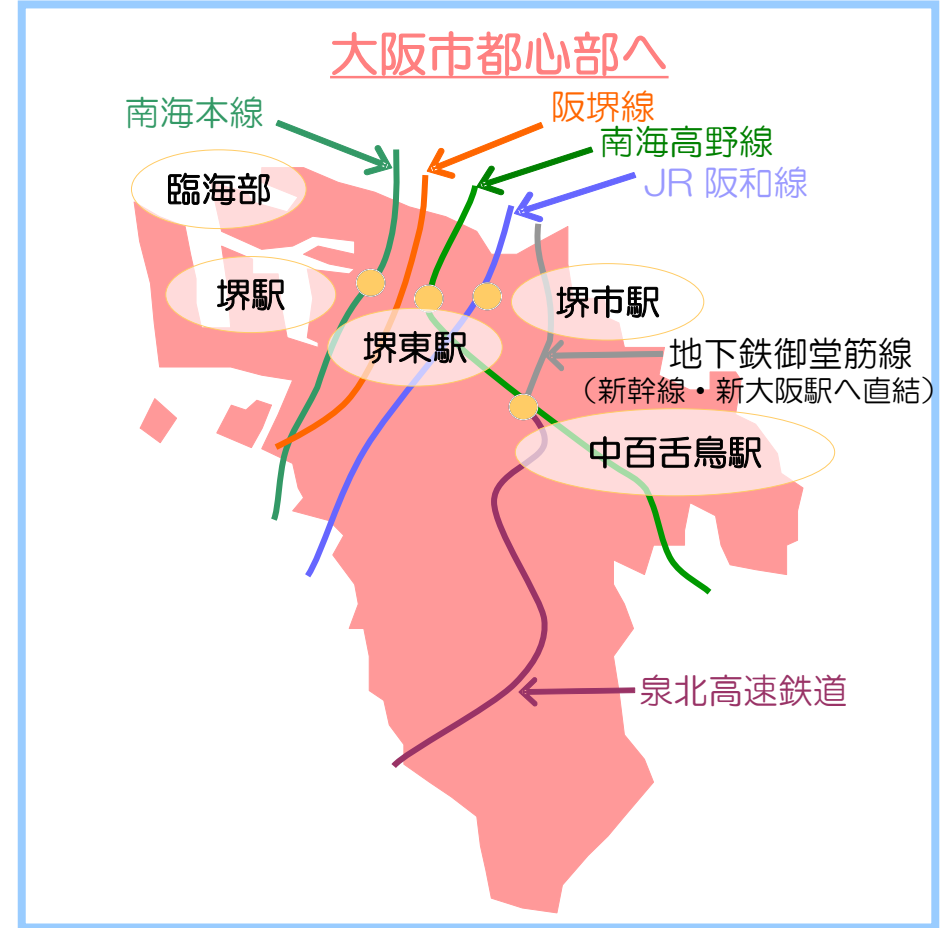 大阪市都心部へ
南海本線
阪堺線
南海高野線
JR 阪和線
臨海部
堺駅
堺市駅
堺東駅
地下鉄御堂筋線
（新幹線・新大阪駅へ直結）
中百舌鳥駅
泉北高速鉄道